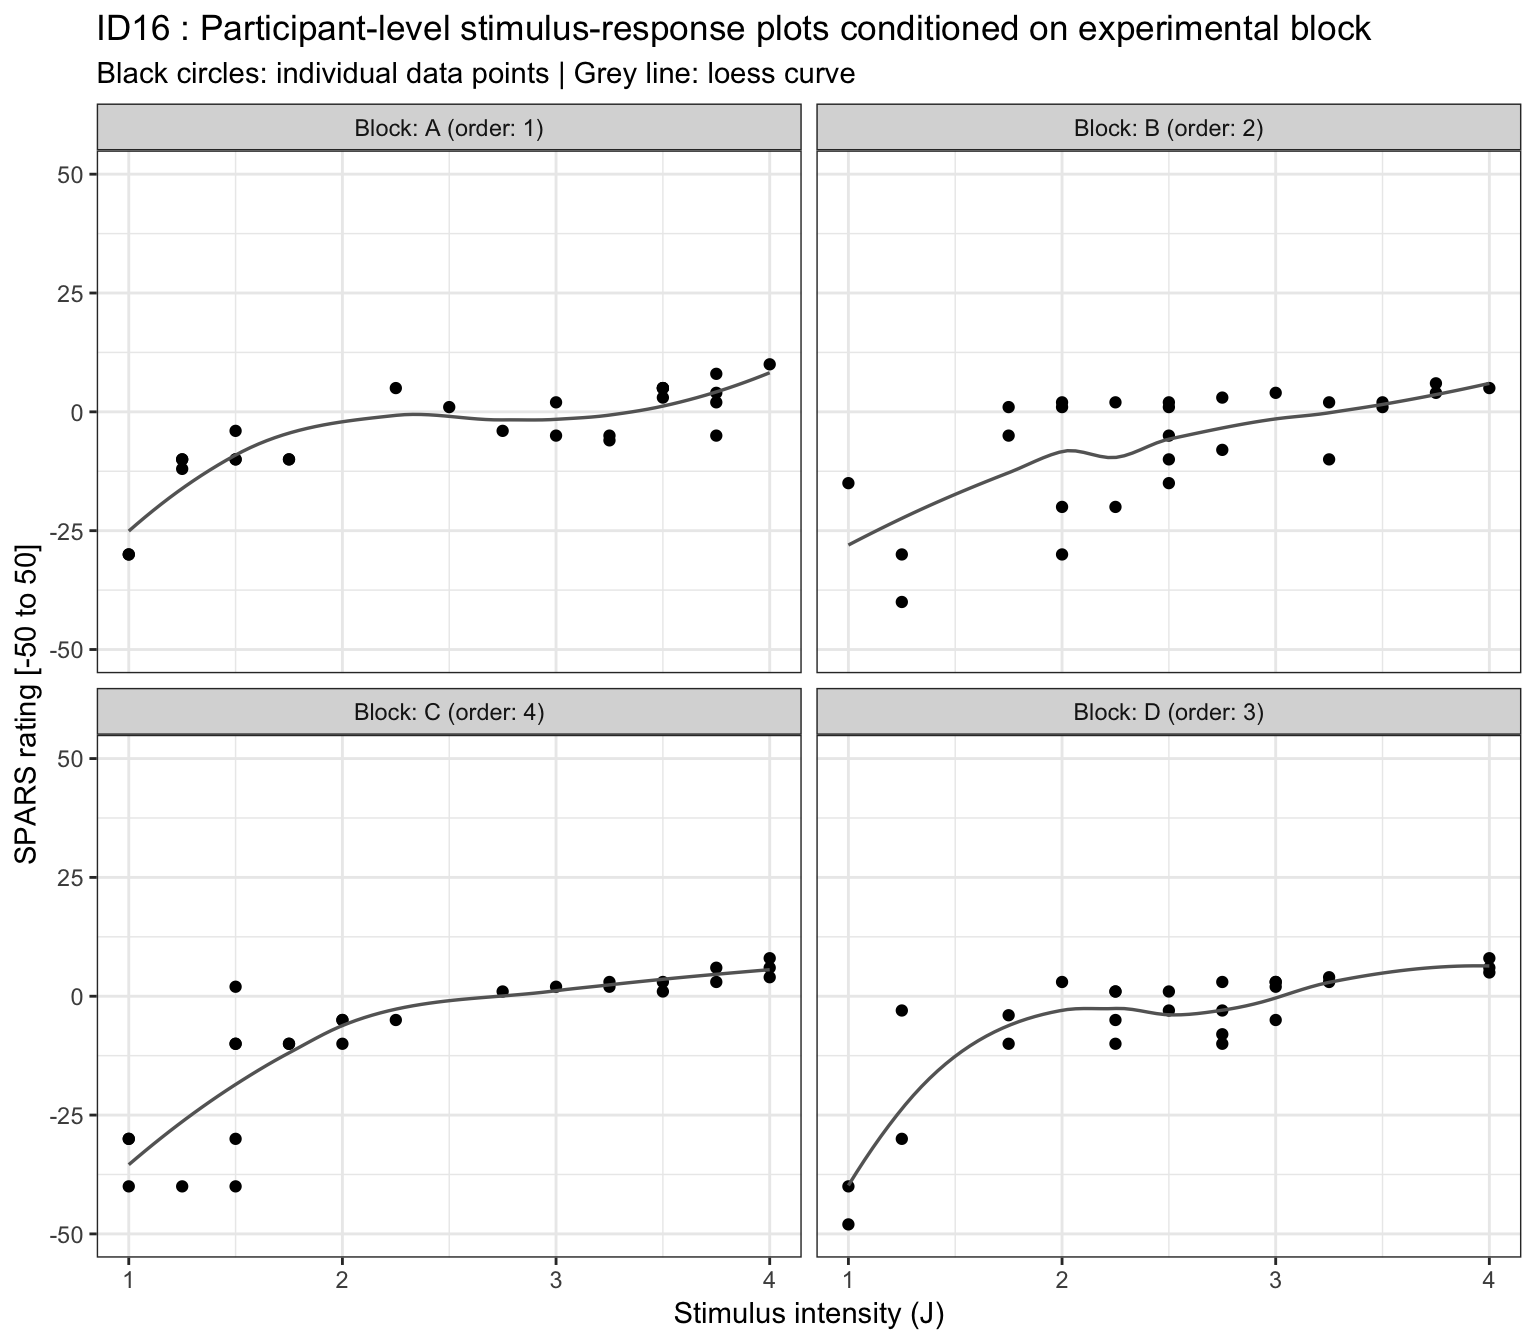 ID16 : Participant-level stimulus-response plots conditioned on experimental block
Black circles: individual data points | Grey line: loess curve
Block: A (order: 1)
Block: B (order: 2)
50
25
0
-25
-50
Block: C (order: 4)
Block: D (order: 3)
50
25
0
-25
-50
SPARS rating [-50 to 50]
1 2 3 4 1 2 3 4
Stimulus intensity (J)